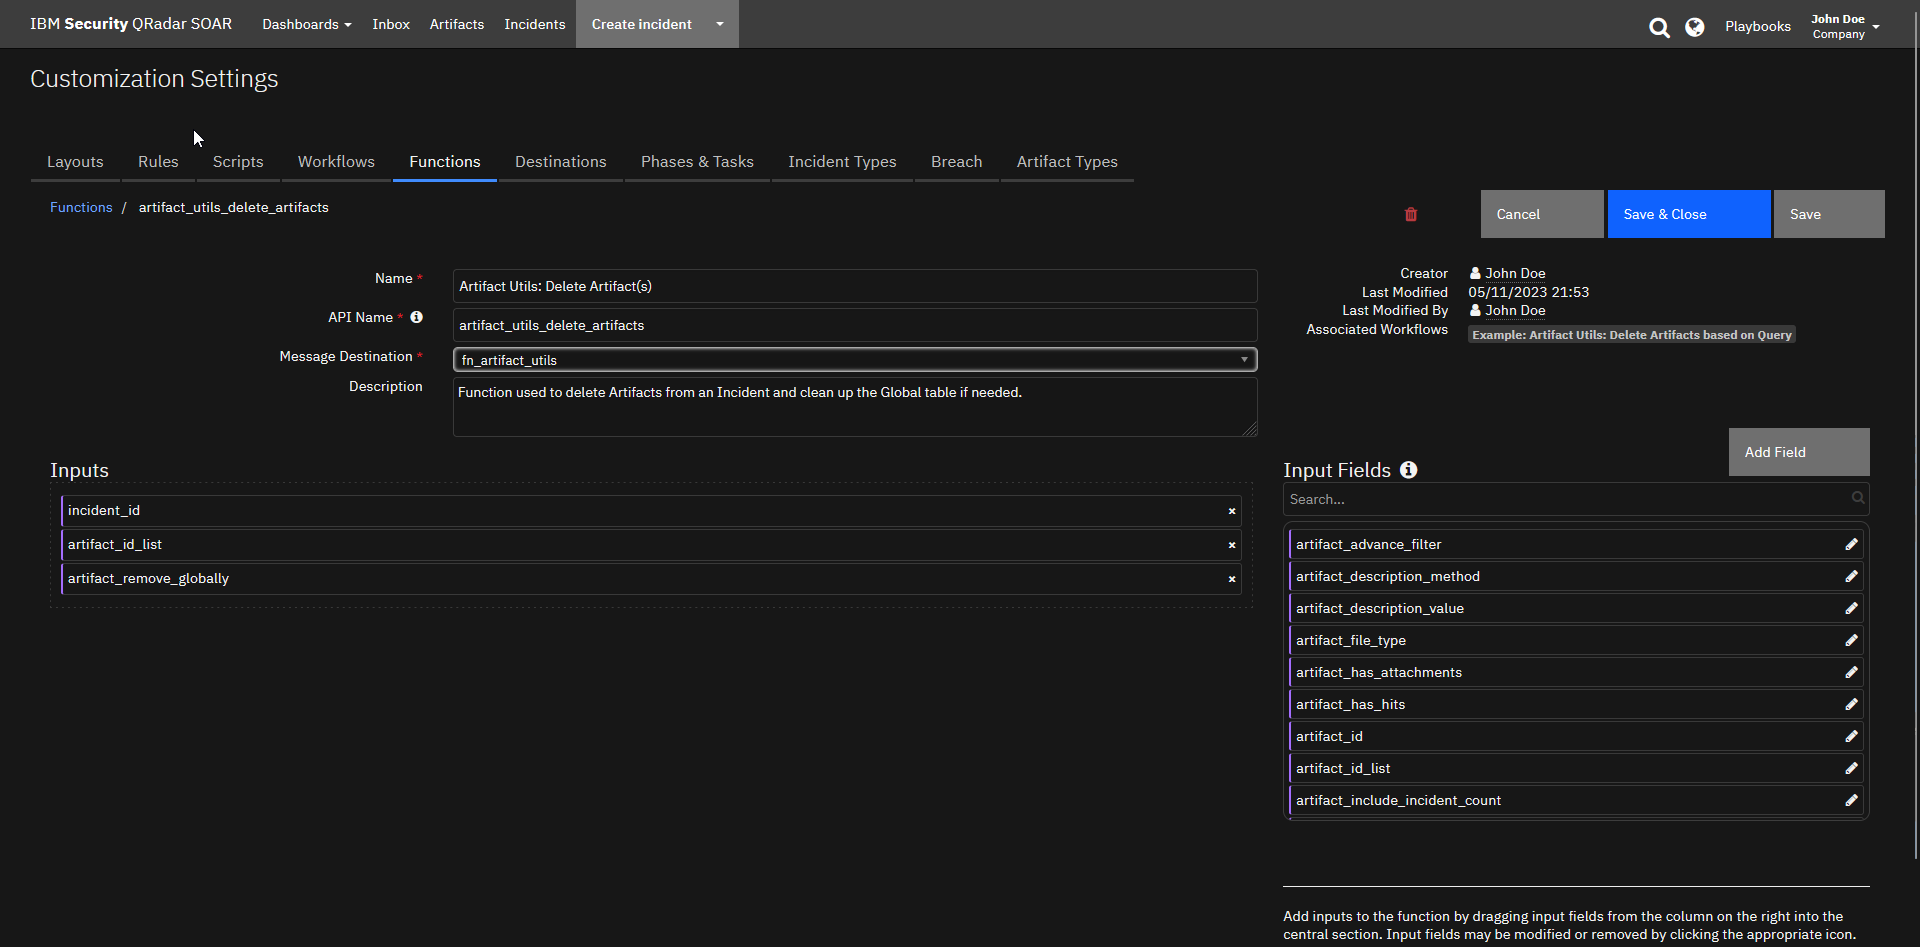 IBM Security QRadar SOAR Dashboards Inbox Artifacts Incidents Create incident Playbooks John Doe
Company
Customization Settings
Layouts Rules Scripts Workflows Functions Destinations Phases & Tasks Incident Types Breach Artifact Types
Functions / artifact_utils_delete_artifacts
Cancel Save & Close Save
Name * Artifact Utils: Delete Artifact(s)
API Name * artifact_utils_delete_artifacts
Message Destination * fn_artifact_utils
Description Function used to delete Artifacts from an Incident and clean up the Global table if needed.
Creator John Doe
Last Modified 05/11/2023 21:53
Last Modified By John Doe
Associated Workflows Example: Artifact Utils: Delete Artifacts based on Query
Inputs
incident_id
artifact_id_list
artifact_remove_globally
Add Field
Input Fields
Search...
artifact_advance_filter
artifact_description_method
artifact_description_value
artifact_file_type
artifact_has_attachments
artifact_has_hits
artifact_id
artifact_id_list
artifact_include_incident_count
Add inputs to the function by dragging input fields from the column on the right into the
central section. Input fields may be modified or removed by clicking the appropriate icon.